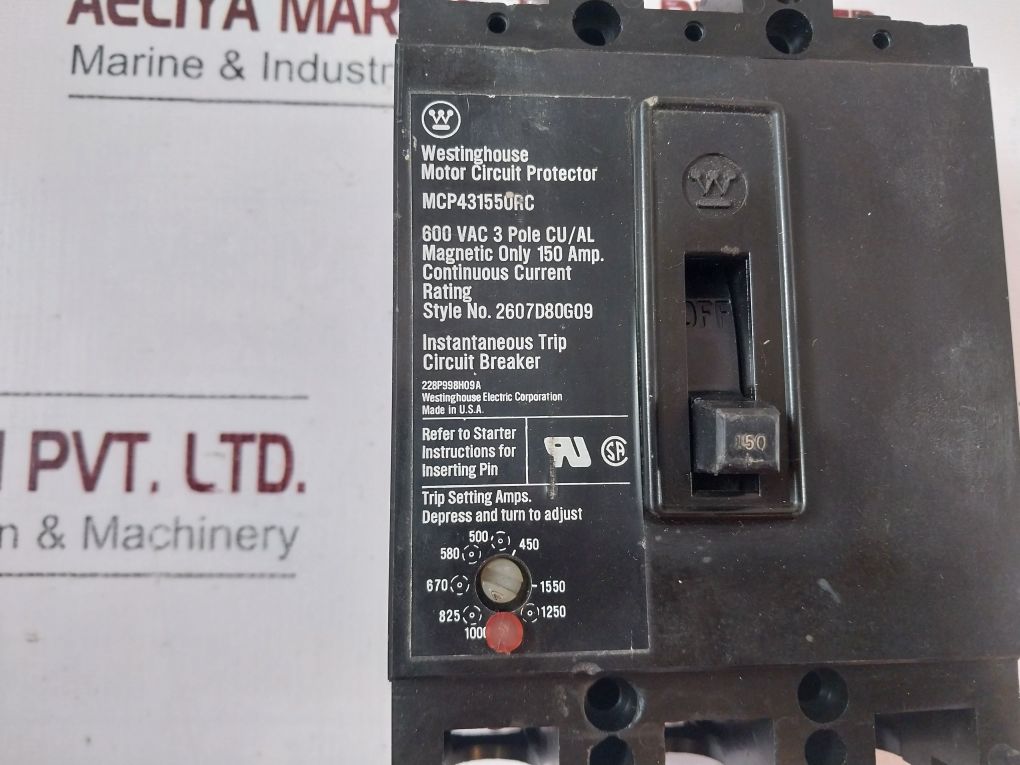 AELIYA MAR
Marine & Industr
PVT. LTD.
n & Machinery
W
Westinghouse
Motor Circuit Protector
MCP431550RC
600 VAC 3 Pole CU/AL
Magnetic Only 150 Amp.
Continuous Current
Rating
Style No. 2607D80G09
Instantaneous Trip
Circuit Breaker
228P998H09A
Westinghouse Electric Corporation
Made in U.S.A.
Refer to Starter
Instructions for
Inserting Pin
UR
SA
Trip Setting Amps.
Depress and turn to adjust
500
450
580
670
1550
825
1250
1000
W
OFF
150